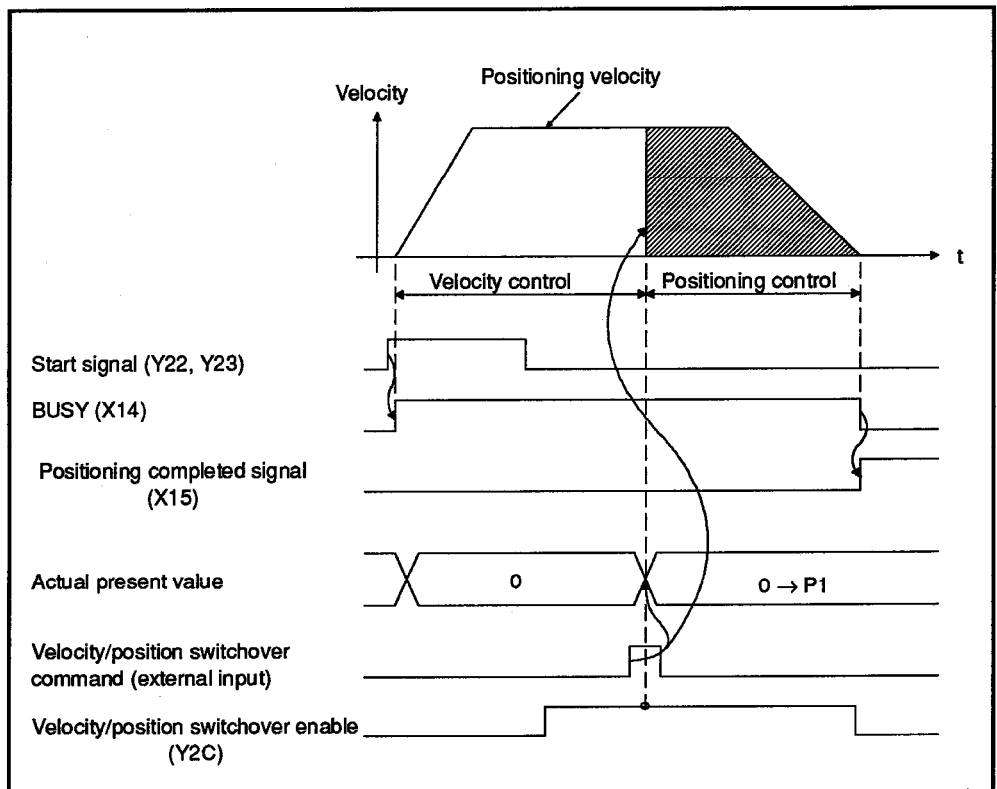 Positioning velocity
Velocity
t
Velocity control
Positioning control
Start signal (Y22, Y23)
BUSY (X14)
Positioning completed signal
(X15)
Actual present value
0
0 → P1
Velocity/position switchover
command (external input)
Velocity/position switchover enable
(Y2C)